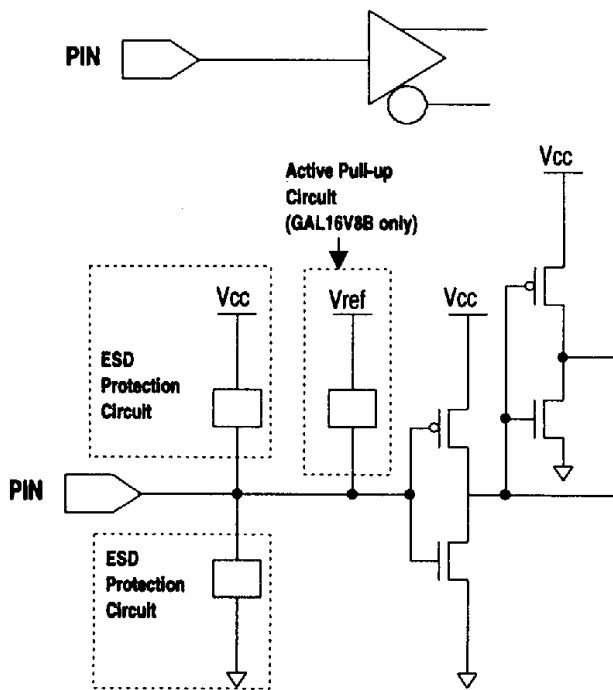 PIN
Active Pull-up
Circuit
(GAL16V8B only)
Vcc
Vcc
Vref
Vcc
ESD
Protection
Circuit
PIN
ESD
Protection
Circuit